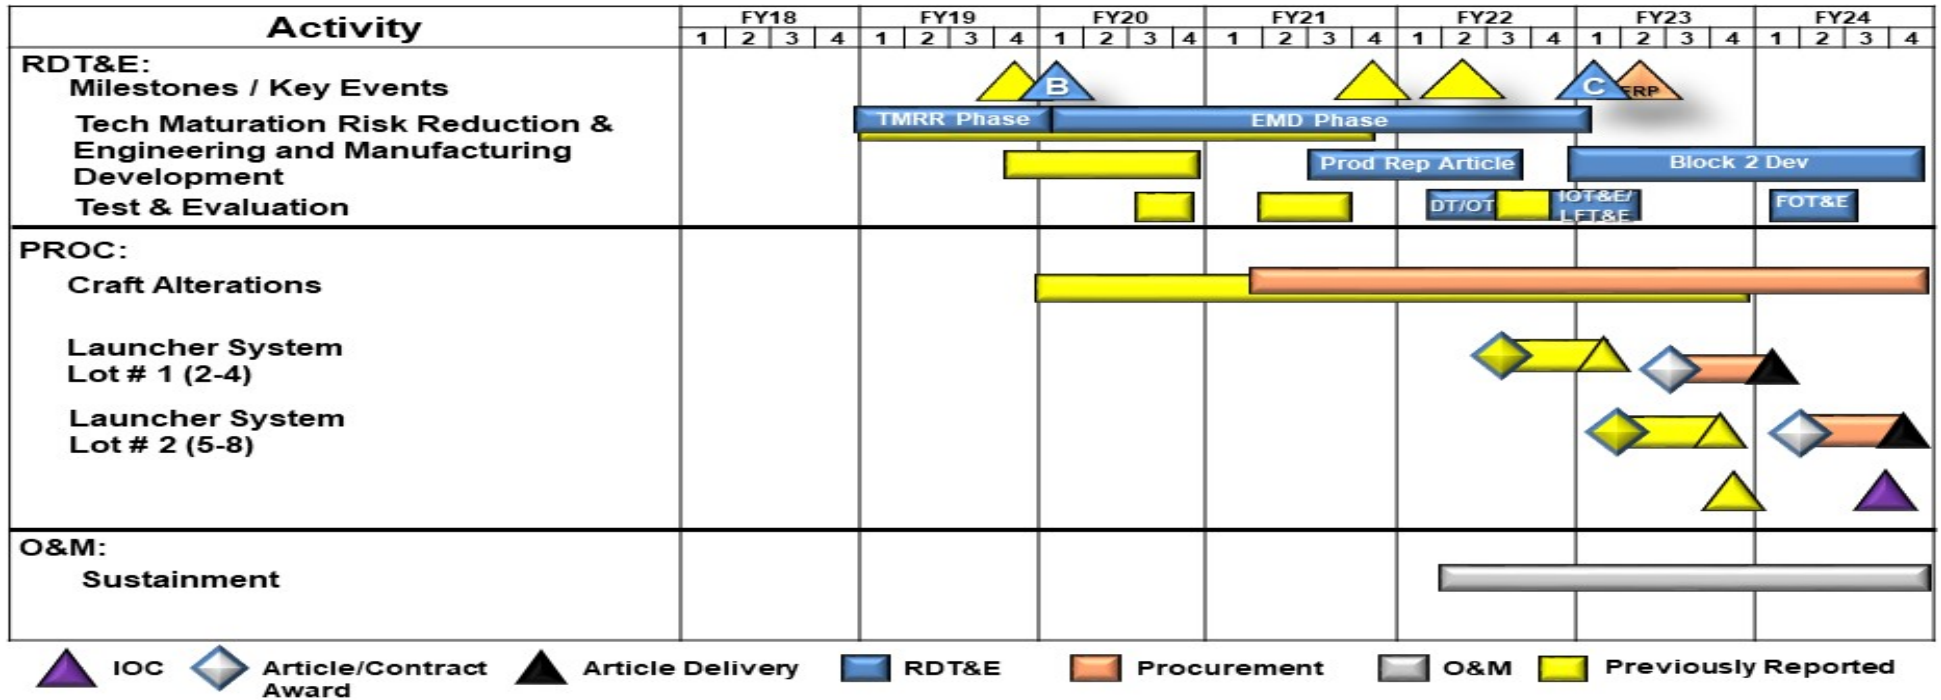 Activity
FY18 FY19 FY20 FY21 FY22 FY23 FY24
1 2 3 4 1 2 3 4 1 2 3 4 1 2 3 4 1 2 3 4 1 2 3 4 1 2 3 4
RDT&E:
Milestones / Key Events
B
C
FRP
Tech Maturation Risk Reduction &
Engineering and Manufacturing
Development
TMRR Phase
EMD Phase
Prod Rep Article
Block 2 Dev
Test & Evaluation
DT/OT
IOT&E/
LFT&E
FOT&E
PROC:
Craft Alterations
Launcher System
Lot # 1 (2-4)
Launcher System
Lot # 2 (5-8)
O&M:
Sustainment
IOC
Article/Contract
Award
Article Delivery
RDT&E
Procurement
O&M
Previously Reported